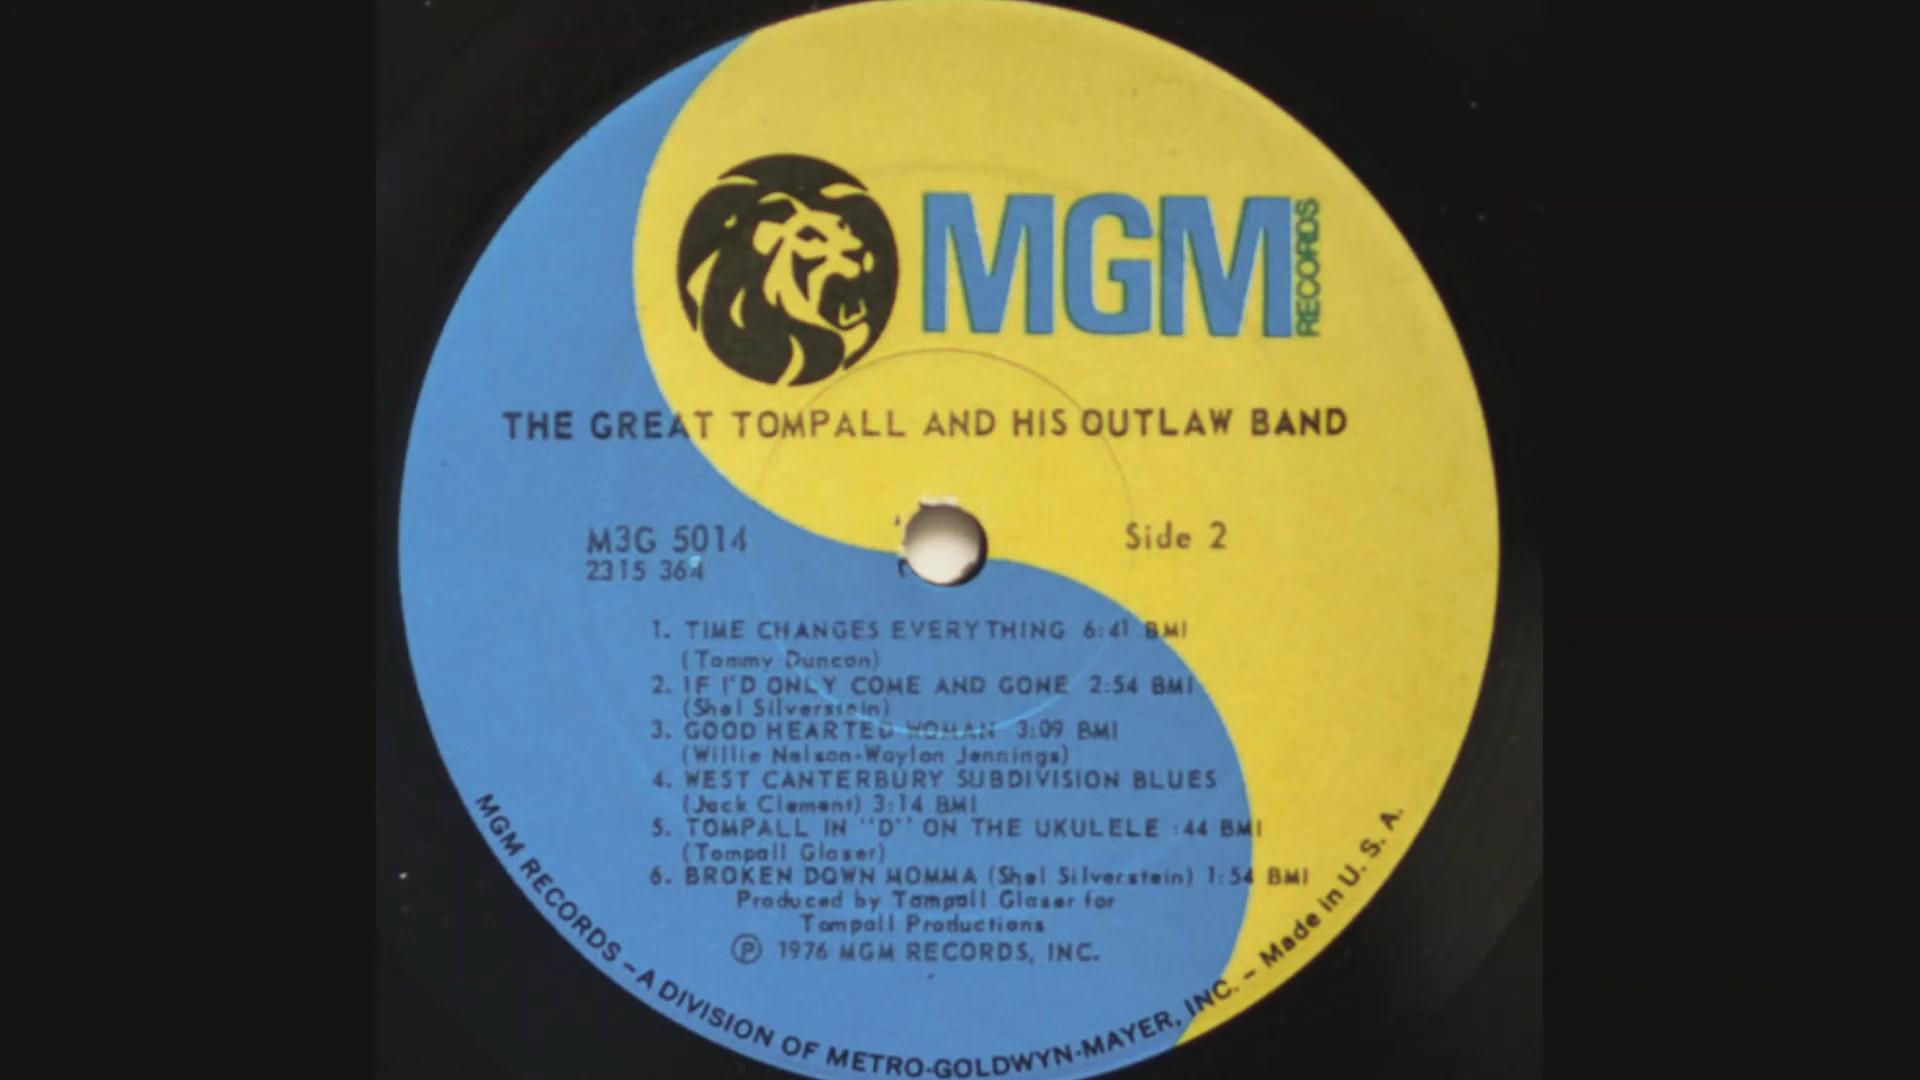 MGM RECORDS
THE GREAT TOMPALL AND HIS OUTLAW BAND
M3G 5014
2315 364
Side 2
1. TIME CHANGES EVERYTHING 6:41 BMI
(Tommy Duncan)
2. IF I'D ONLY COME AND GONE 2:54 BMI
(Shel Silverstein)
3. GOOD HEARTED WOMAN 3:09 BMI
(Willie Nelson-Waylon Jennings)
4. WEST CANTERBURY SUBDIVISION BLUES
(Jack Clement) 3:14 BMI
5. TOMPALL IN "D" ON THE UKULELE :44 BMI
(Tompall Glaser)
6. BROKEN DOWN MOMMA (Shel Silverstein) 1:54 BMI
Produced by Tompall Glaser for
Tompall Productions
Ⓟ 1976 MGM RECORDS, INC.
MGM RECORDS – A DIVISION OF METRO-GOLDWYN-MAYER, INC. – Made in U. S. A.